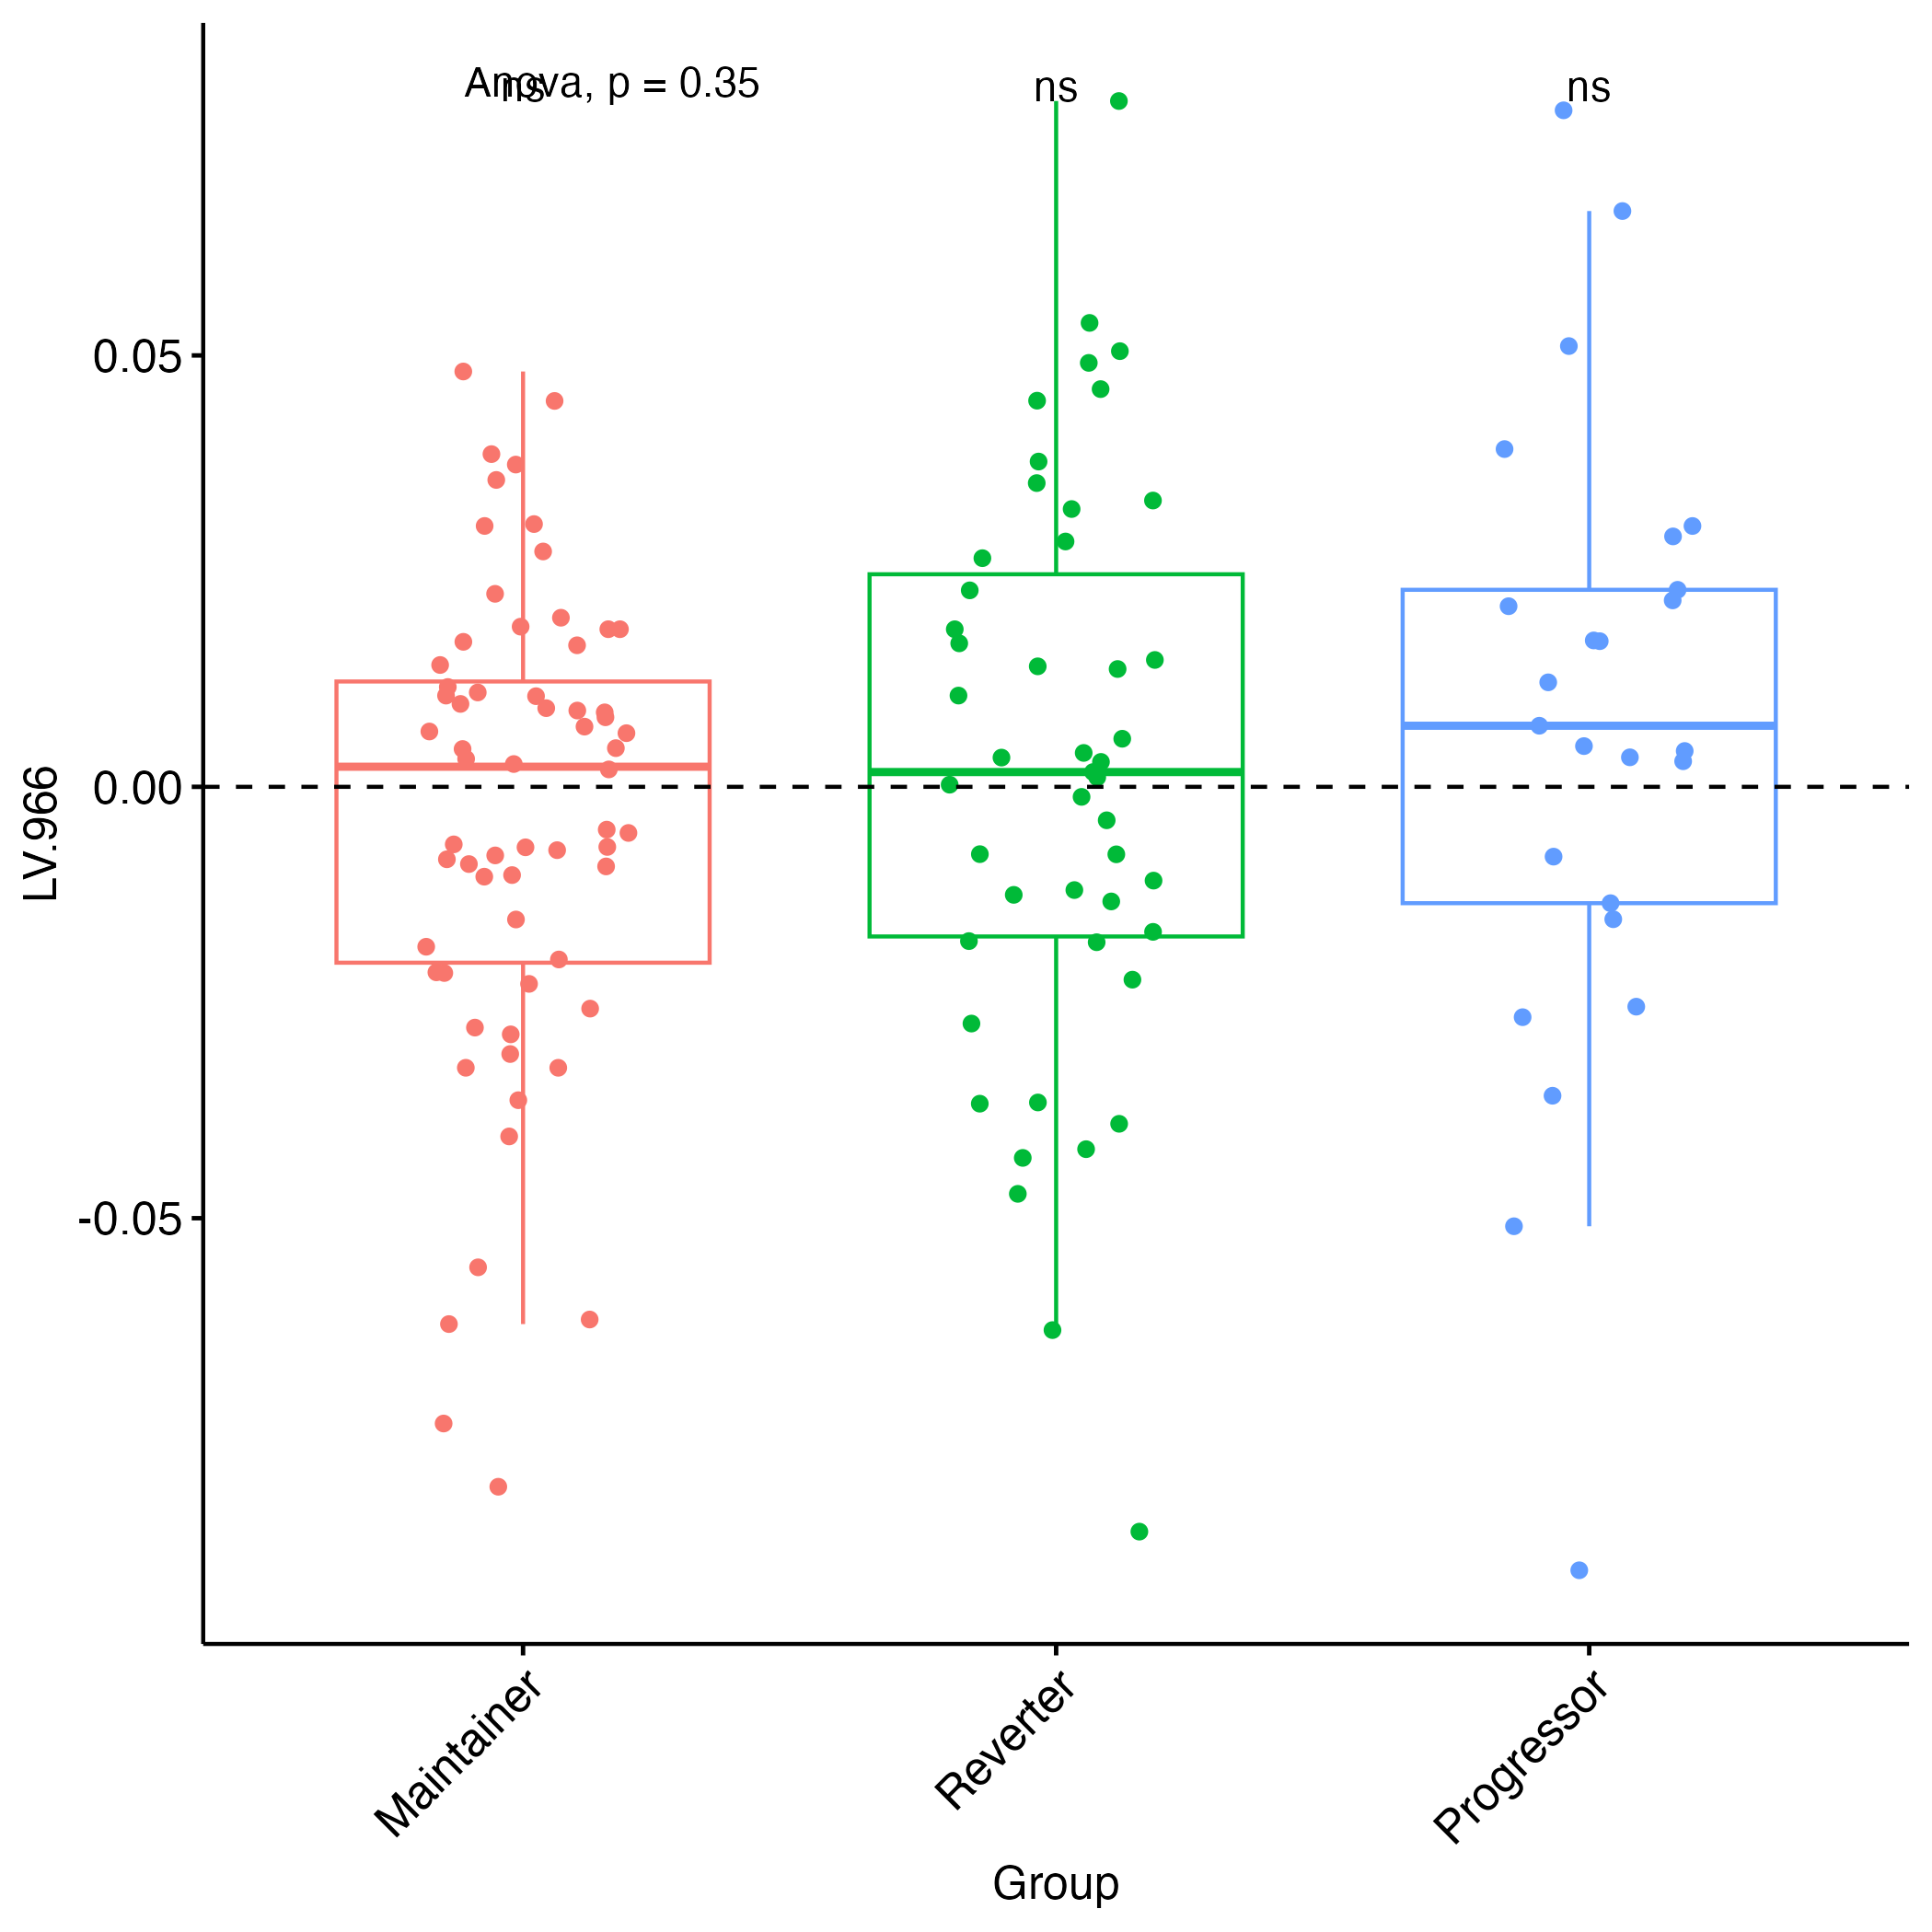 Anova, p = 0.35
ns
ns
ns
0.05
0.00
-0.05
LV.966
Maintainer
Reverter
Progressor
Group